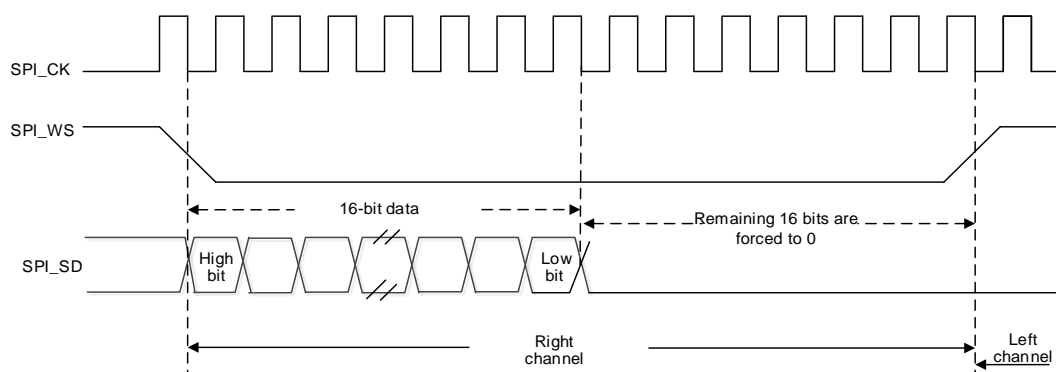 SPI_CK
SPI_WS
16-bit data
Remaining 16 bits are
forced to 0
SPI_SD
High
bit
Low
bit
Right
channel
Left
channel